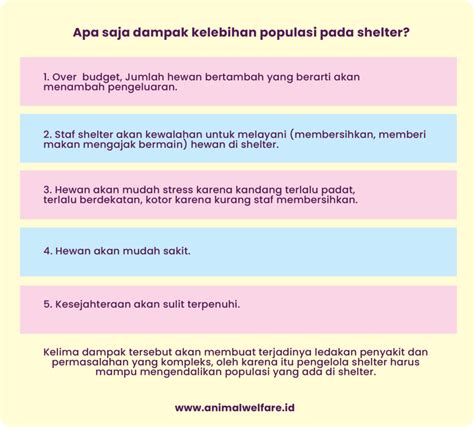 Apa saja dampak kelebihan populasi pada shelter?
1. Over budget, Jumlah hewan bertambah yang berarti akan
menambah pengeluaran.
2. Staf shelter akan kewalahan untuk melayani (membersihkan, memberi
makan mengajak bermain) hewan di shelter.
3. Hewan akan mudah stress karena kandang terlalu padat,
terlalu berdekatan, kotor karena kurang staf membersihkan.
4. Hewan akan mudah sakit.
5. Kesejahteraan akan sulit terpenuhi.
Kelima dampak tersebut akan membuat terjadinya ledakan penyakit dan
permasalahan yang kompleks, oleh karena itu pengelola shelter harus
mampu mengendalikan populasi yang ada di shelter.
www.animalwelfare.id